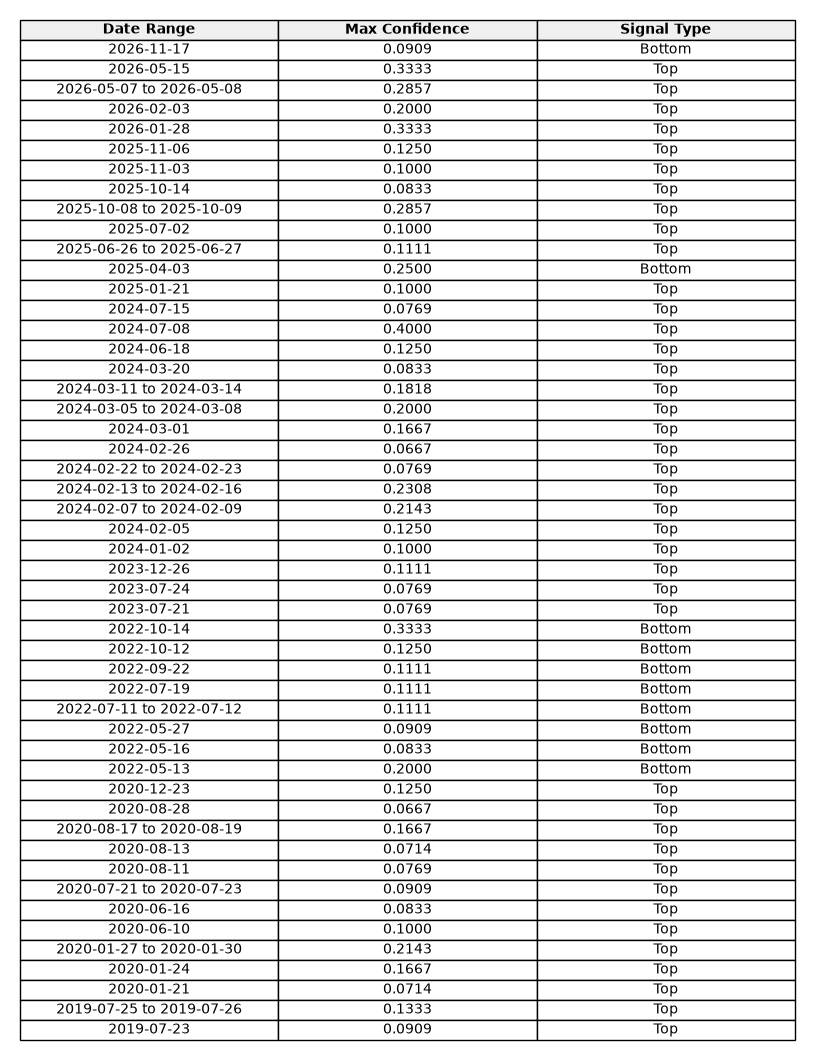 Date Range Max Confidence Signal Type
2026-11-17 0.0909 Bottom
2026-05-15 0.3333 Top
2026-05-07 to 2026-05-08 0.2857 Top
2026-02-03 0.2000 Top
2026-01-28 0.3333 Top
2025-11-06 0.1250 Top
2025-11-03 0.1000 Top
2025-10-14 0.0833 Top
2025-10-08 to 2025-10-09 0.2857 Top
2025-07-02 0.1000 Top
2025-06-26 to 2025-06-27 0.1111 Top
2025-04-03 0.2500 Bottom
2025-01-21 0.1000 Top
2024-07-15 0.0769 Top
2024-07-08 0.4000 Top
2024-06-18 0.1250 Top
2024-03-20 0.0833 Top
2024-03-11 to 2024-03-14 0.1818 Top
2024-03-05 to 2024-03-08 0.2000 Top
2024-03-01 0.1667 Top
2024-02-26 0.0667 Top
2024-02-22 to 2024-02-23 0.0769 Top
2024-02-13 to 2024-02-16 0.2308 Top
2024-02-07 to 2024-02-09 0.2143 Top
2024-02-05 0.1250 Top
2024-01-02 0.1000 Top
2023-12-26 0.1111 Top
2023-07-24 0.0769 Top
2023-07-21 0.0769 Top
2022-10-14 0.3333 Bottom
2022-10-12 0.1250 Bottom
2022-09-22 0.1111 Bottom
2022-07-19 0.1111 Bottom
2022-07-11 to 2022-07-12 0.1111 Bottom
2022-05-27 0.0909 Bottom
2022-05-16 0.0833 Bottom
2022-05-13 0.2000 Bottom
2020-12-23 0.1250 Top
2020-08-28 0.0667 Top
2020-08-17 to 2020-08-19 0.1667 Top
2020-08-13 0.0714 Top
2020-08-11 0.0769 Top
2020-07-21 to 2020-07-23 0.0909 Top
2020-06-16 0.0833 Top
2020-06-10 0.1000 Top
2020-01-27 to 2020-01-30 0.2143 Top
2020-01-24 0.1667 Top
2020-01-21 0.0714 Top
2019-07-25 to 2019-07-26 0.1333 Top
2019-07-23 0.0909 Top